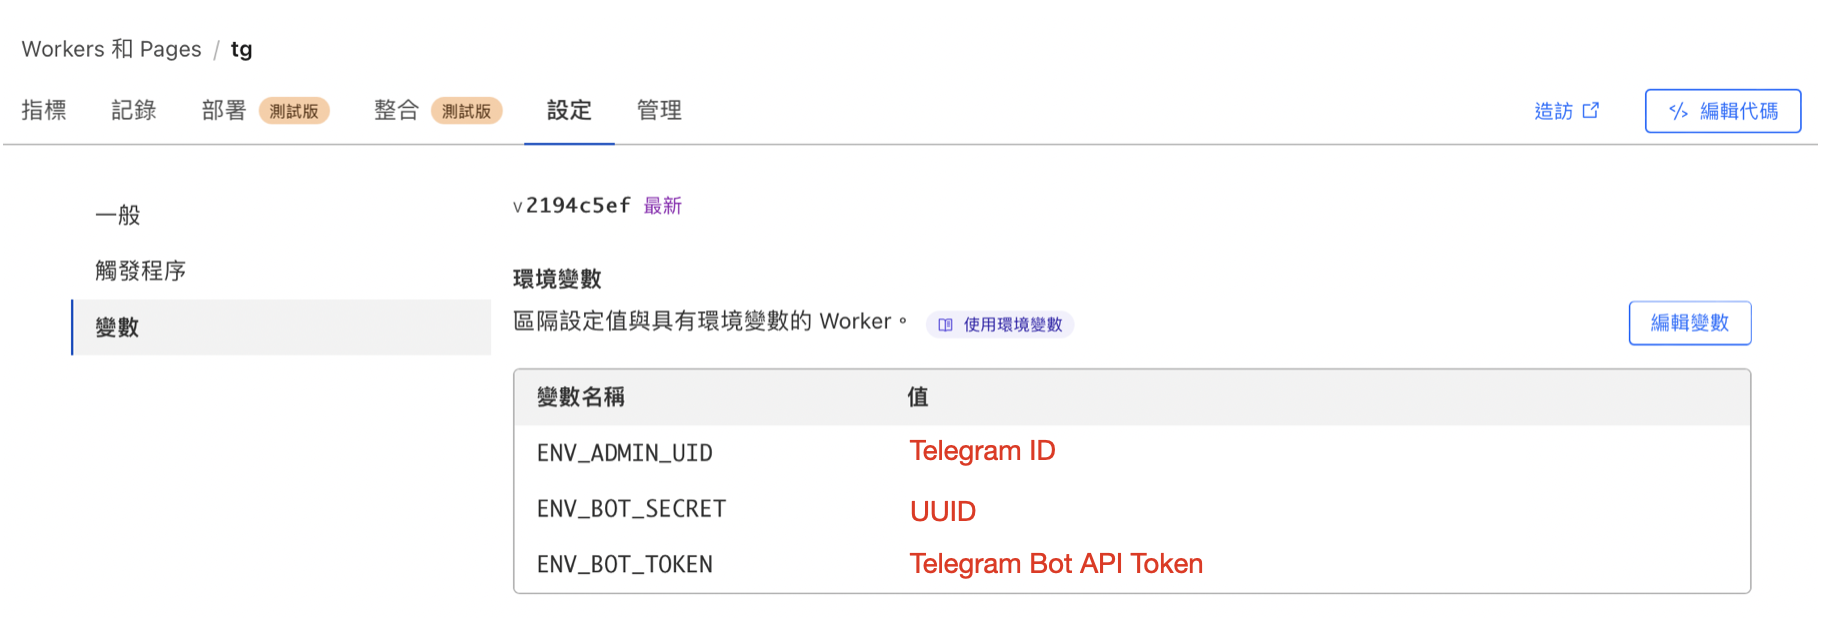 Workers 和 Pages / tg
指標 記錄 部署 測試版 整合 測試版 設定 管理 造訪 編輯代碼
一般
觸發程序
變數
v2194c5ef 最新
環境變數
區隔設定值與具有環境變數的 Worker。 使用環境變數
編輯變數
變數名稱 值
ENV_ADMIN_UID Telegram ID
ENV_BOT_SECRET UUID
ENV_BOT_TOKEN Telegram Bot API Token